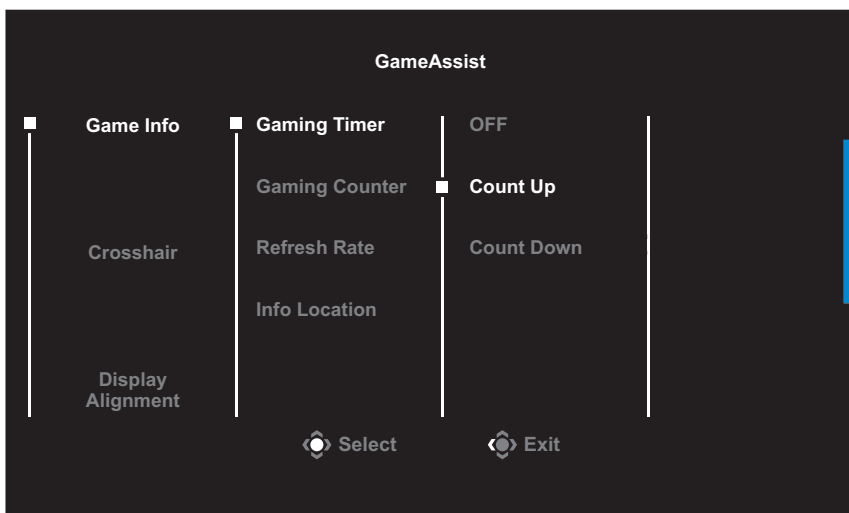 GameAssist
Game Info
Crosshair
Display
Alignment
Gaming Timer
Gaming Counter
Refresh Rate
Info Location
OFF
Count Up
Count Down
Select
Exit